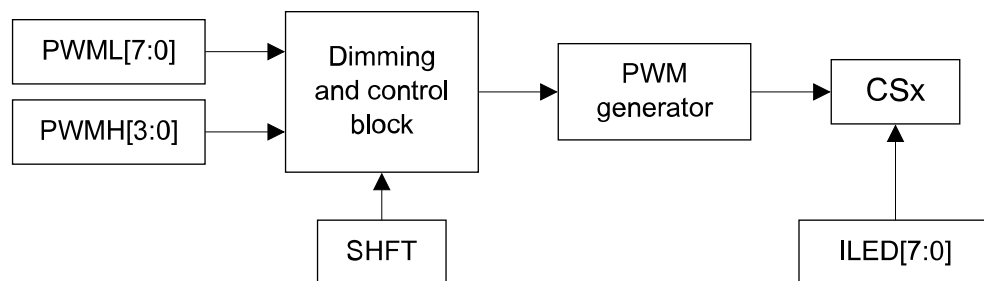 PWML[7:0]
PWMH[3:0]
Dimming
and control
block
SHFT
PWM
generator
CSx
ILED[7:0]